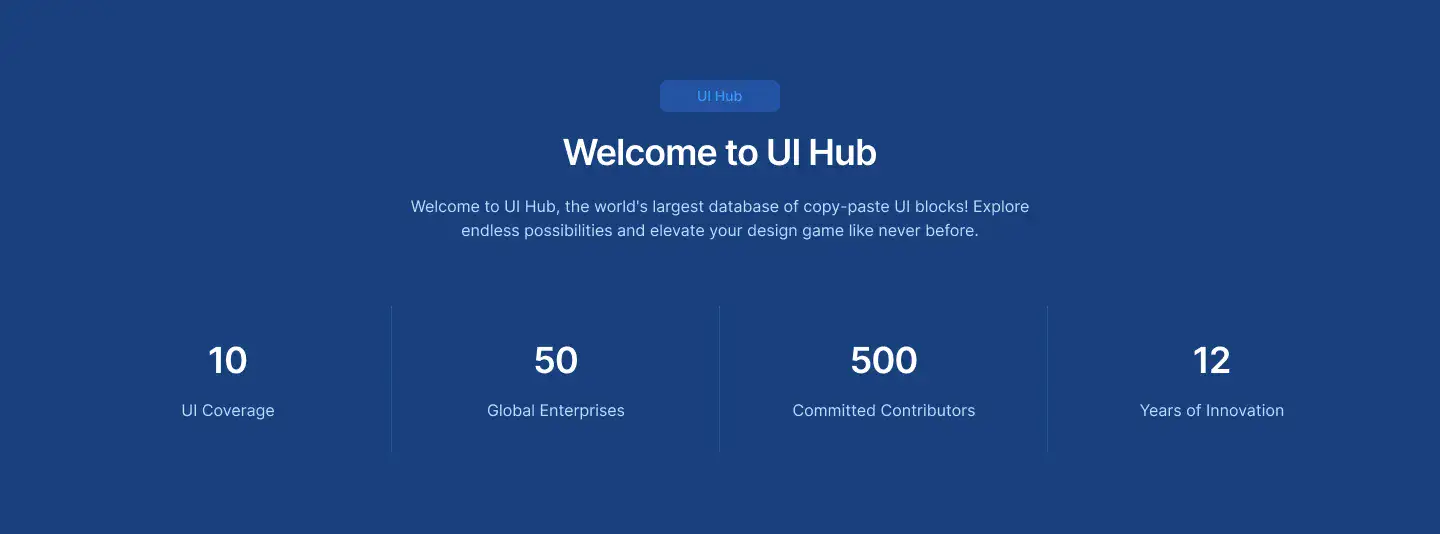 UI Hub
Welcome to UI Hub
Welcome to UI Hub, the world's largest database of copy-paste UI blocks! Explore
endless possibilities and elevate your design game like never before.
10
UI Coverage
50
Global Enterprises
500
Committed Contributors
12
Years of Innovation